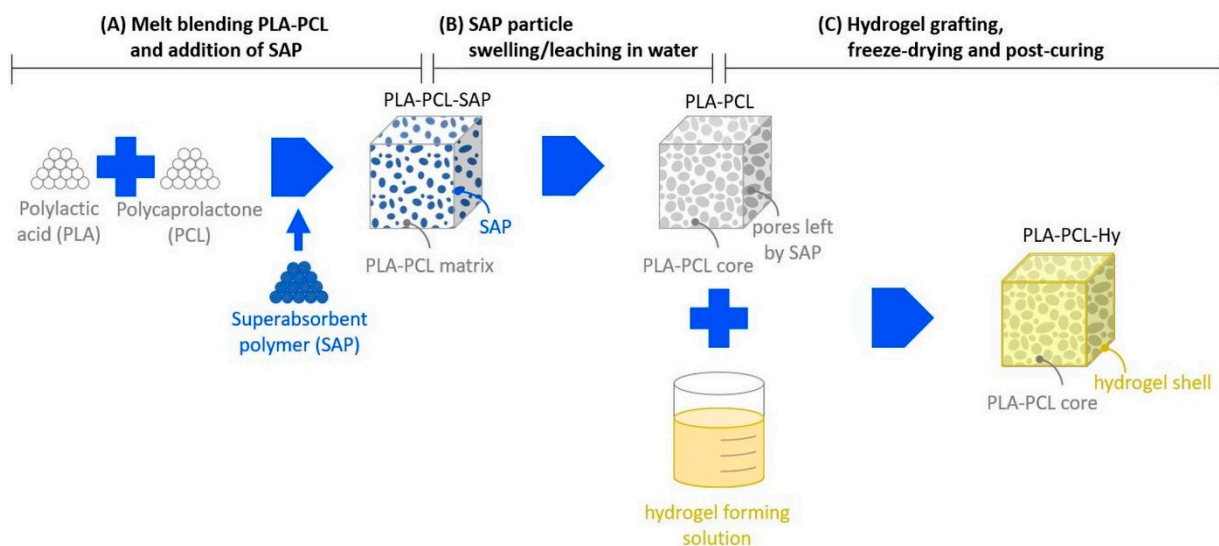 (A) Melt blending PLA-PCL
and addition of SAP
(B) SAP particle
swelling/leaching in water
(C) Hydrogel grafting,
freeze-drying and post-curing
Polylactic
acid (PLA)
Polycaprolactone
(PCL)
Superabsorbent
polymer (SAP)
PLA-PCL-SAP
SAP
PLA-PCL matrix
PLA-PCL
pores left
by SAP
PLA-PCL core
hydrogel forming
solution
PLA-PCL-Hy
hydrogel shell
PLA-PCL core